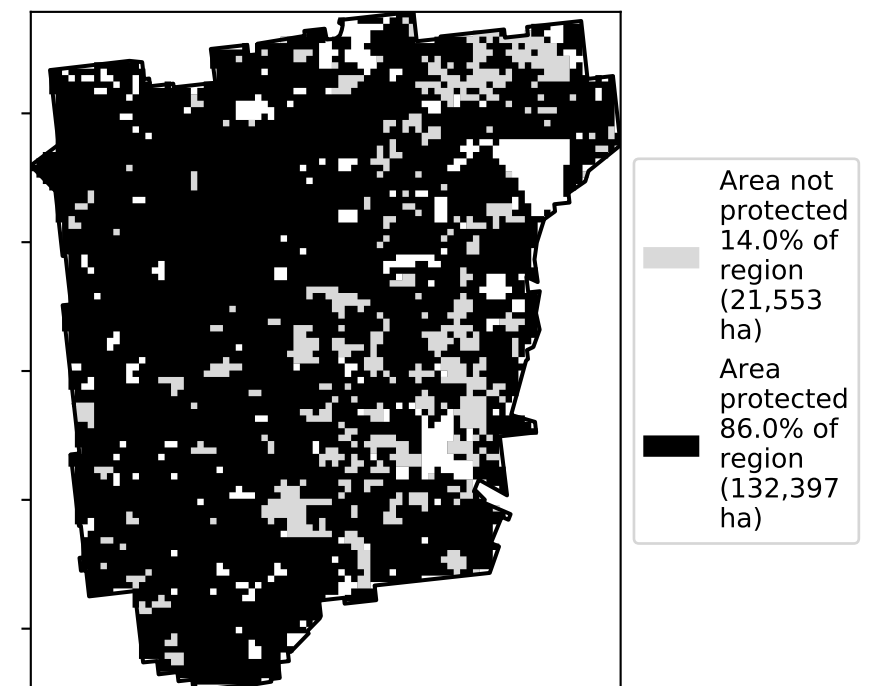 Area not
protected
14.0% of
region
(21,553
ha)
Area
protected
86.0% of
region
(132,397
ha)